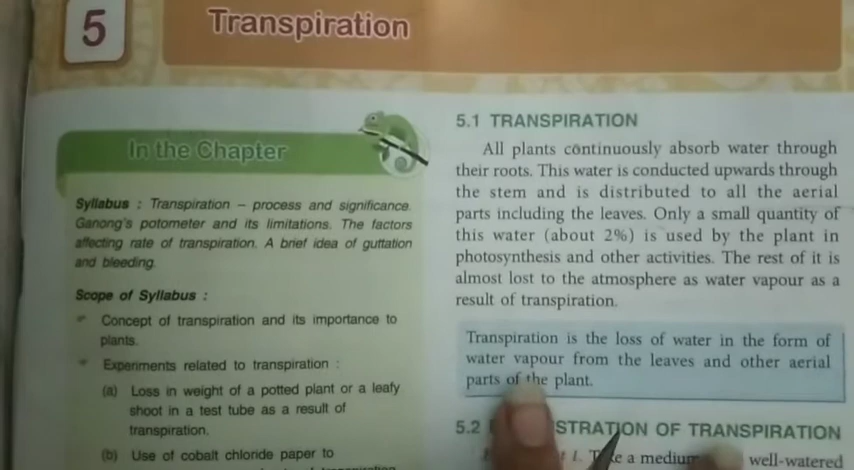 5
Transpiration
In the Chapter
Syllabus : Transpiration – process and significance.
Ganong's potometer and its limitations. The factors
affecting rate of transpiration. A brief idea of guttation
and bleeding.
Scope of Syllabus :
Concept of transpiration and its importance to
plants.
Experiments related to transpiration :
(a) Loss in weight of a potted plant or a leafy
shoot in a test tube as a result of
transpiration.
(b) Use of cobalt chloride paper to
5.1 TRANSPIRATION
All plants continuously absorb water through
their roots. This water is conducted upwards through
the stem and is distributed to all the aerial
parts including the leaves. Only a small quantity of
this water (about 2%) is used by the plant in
photosynthesis and other activities. The rest of it is
almost lost to the atmosphere as water vapour as a
result of transpiration.
Transpiration is the loss of water in the form of
water vapour from the leaves and other aerial
parts of the plant.
5.2 STRATION OF TRANSPIRATION
1. a medium well-watered